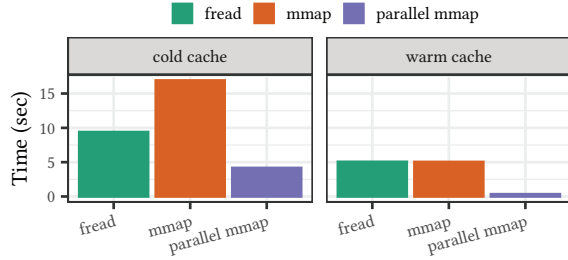 fread mmap parallel mmap
cold cache warm cache
Time (sec)
15
10
5
0
fread mmap parallel mmap fread mmap parallel mmap